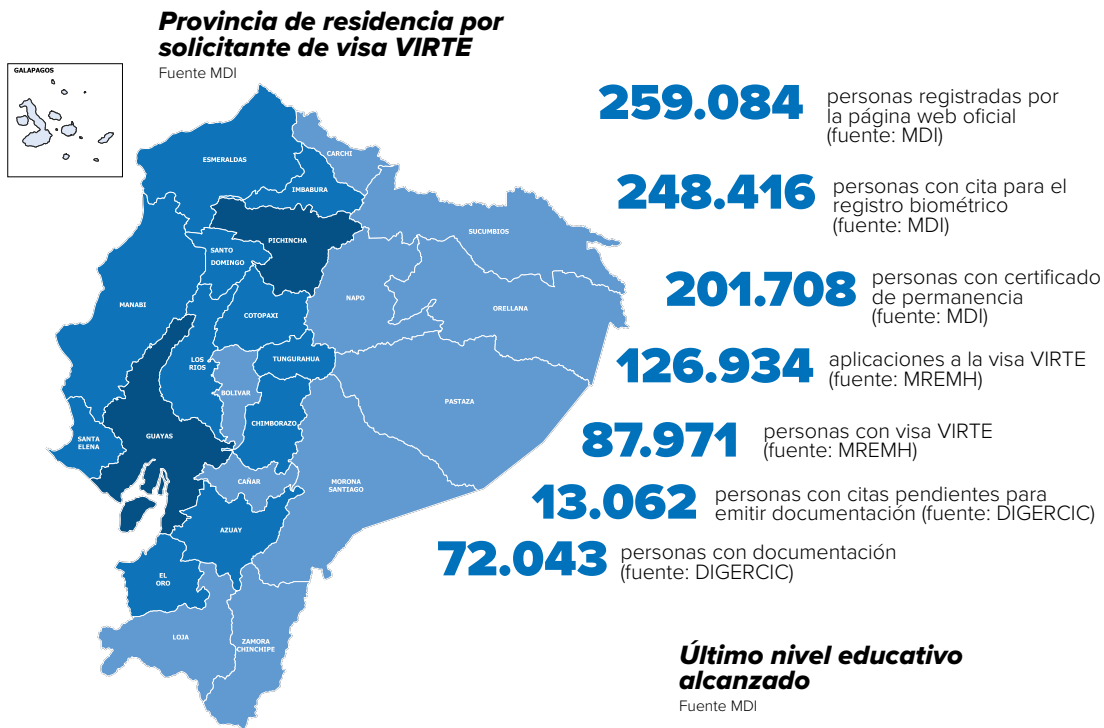 Provincia de residencia por
solicitante de visa VIRTE
Fuente MDI
GALAPAGOS
ESMERALDAS
CARCHI
IMBABURA
PICHINCHA
SUCUMBIOS
SANTO
DOMINGO
MANABI
NAPO
ORELLANA
COTOPAXI
LOS
RIOS
TUNGURAHUA
BOLIVAR
PASTAZA
CHIMBORAZO
SANTA
ELENA
GUAYAS
CAÑAR
MORONA
SANTIAGO
AZUAY
EL
ORO
LOJA
ZAMORA
CHINCHIPE
259.084
personas registradas por
la página web oficial
(fuente: MDI)
248.416
personas con cita para el
registro biométrico
(fuente: MDI)
201.708
personas con certificado
de permanencia
(fuente: MDI)
126.934
aplicaciones a la visa VIRTE
(fuente: MREMH)
87.971
personas con visa VIRTE
(fuente: MREMH)
13.062
personas con citas pendientes para
emitir documentación (fuente: DIGERCIC)
72.043
personas con documentación
(fuente: DIGERCIC)
Último nivel educativo
alcanzado
Fuente MDI